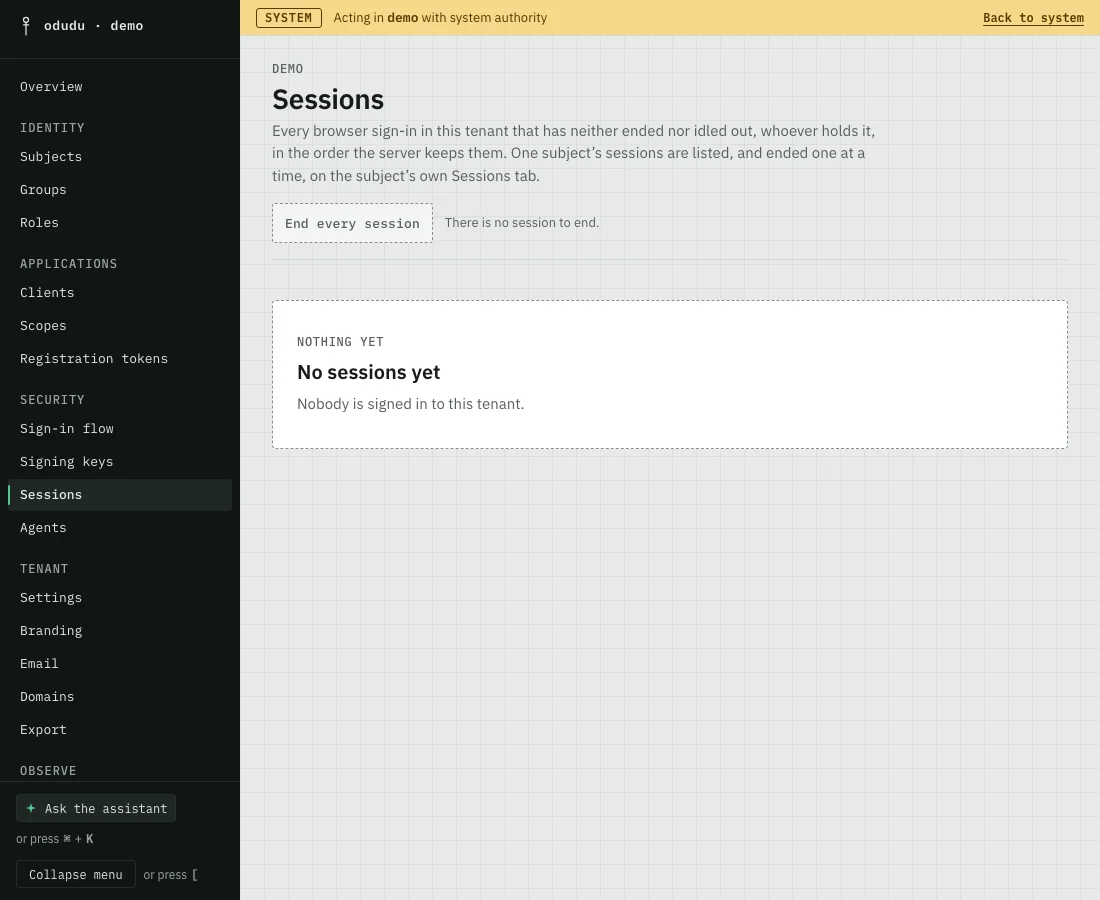 odudu · demo
Overview
IDENTITY
Subjects
Groups
Roles
APPLICATIONS
Clients
Scopes
Registration tokens
SECURITY
Sign-in flow
Signing keys
Sessions
Agents
TENANT
Settings
Branding
Email
Domains
Export
OBSERVE
Ask the assistant
or press ⌘ + K
Collapse menu or press [
SYSTEM Acting in demo with system authority Back to system
DEMO
Sessions
Every browser sign-in in this tenant that has neither ended nor idled out, whoever holds it,
in the order the server keeps them. One subject’s sessions are listed, and ended one at a
time, on the subject’s own Sessions tab.
End every session There is no session to end.
NOTHING YET
No sessions yet
Nobody is signed in to this tenant.